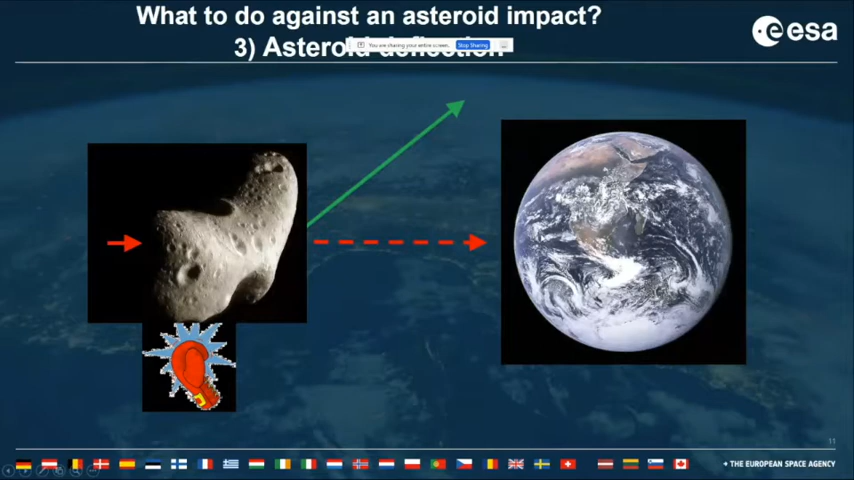 What to do against an asteroid impact?
3) Asteroid deflection
You are sharing your entire screen.
Stop Sharing
esa
11
→ THE EUROPEAN SPACE AGENCY